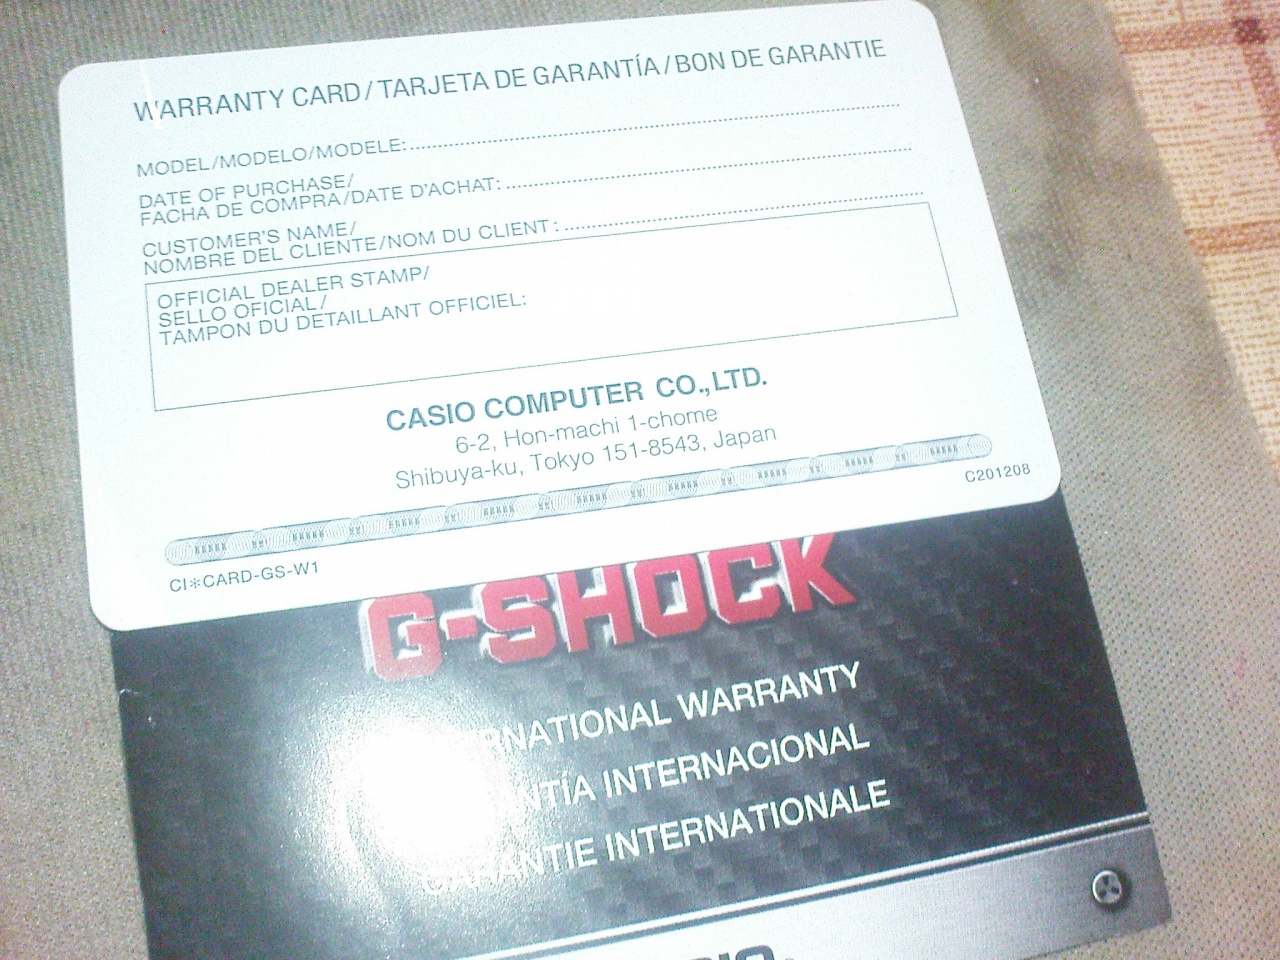 WARRANTY CARD/TARJETA DE GARANTÍA/BON DE GARANTIE
MODEL/MODELO/MODELE:
DATE OF PURCHASE/
FACHA DE COMPRA/DATE D'ACHAT:
CUSTOMER'S NAME/
NOMBRE DEL CLIENTE/NOM DU CLIENT:
OFFICIAL DEALER STAMP/
SELLO OFICIAL/
TAMPON DU DETAILLANT OFFICIEL:
CASIO COMPUTER CO.,LTD.
6-2, Hon-machi 1-chome
Shibuya-ku, Tokyo 151-8543, Japan
C201208
CI*CARD-GS-W1
G-SHOCK
RNATIONAL WARRANTY
NTÍA INTERNACIONAL
GARANTIE INTERNATIONALE